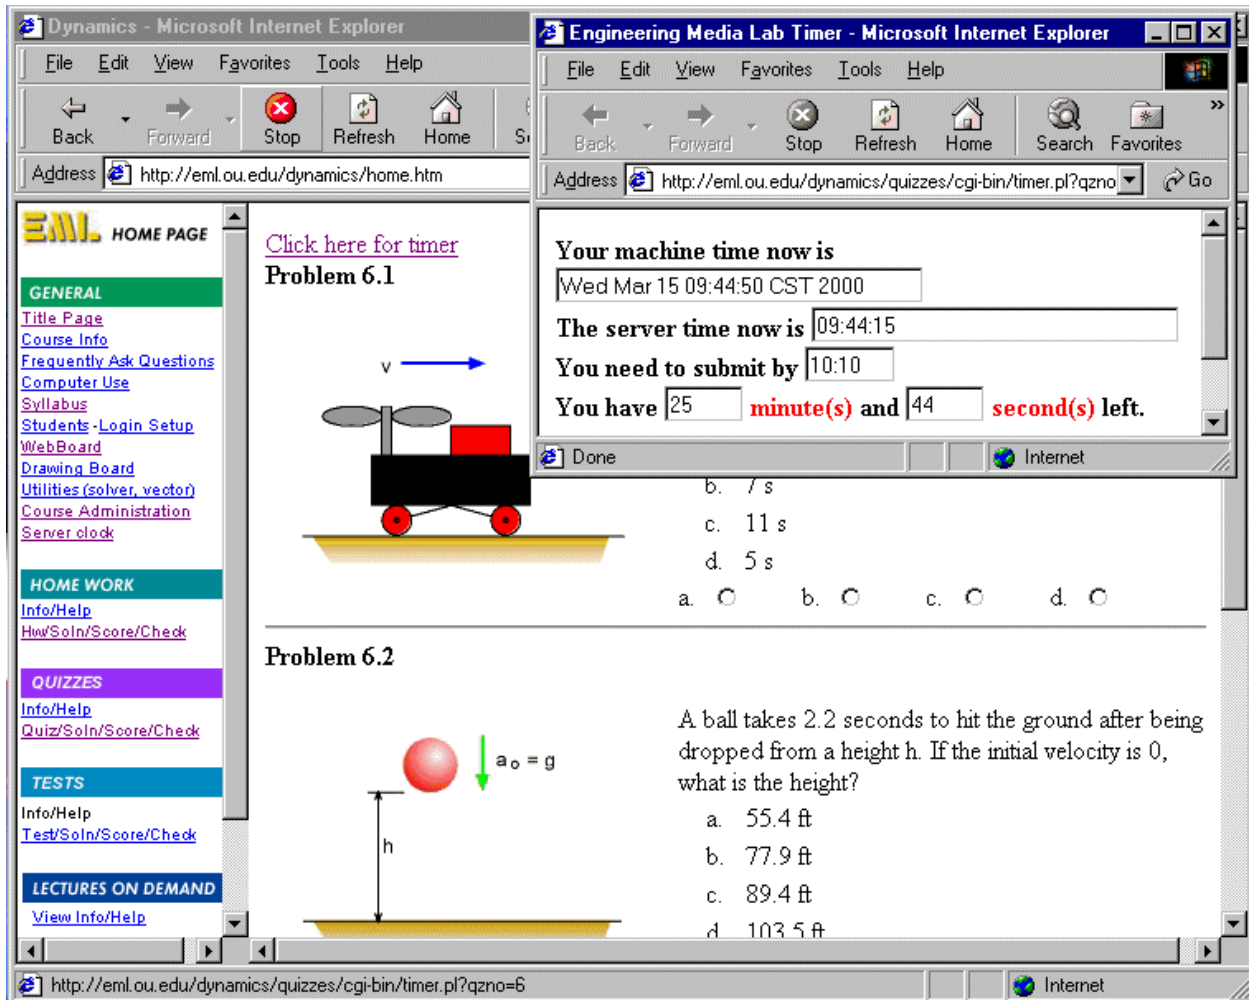 Dynamics - Microsoft Internet Explorer
File Edit View Favorites Tools Help
Back Forward Stop Refresh Home
Address http://eml.ou.edu/dynamics/home.htm
Engineering Media Lab Timer - Microsoft Internet Explorer
File Edit View Favorites Tools Help
Back Forward Stop Refresh Home Search Favorites »
Address http://eml.ou.edu/dynamics/quizzes/cgi-bin/timer.pl?qzno Go
Your machine time now is
Wed Mar 15 09:44:50 CST 2000
The server time now is 09:44:15
You need to submit by 10:10
You have 25 minute(s) and 44 second(s) left.
Done Internet
EML HOME PAGE
GENERAL
Title Page
Course Info
Frequently Ask Questions
Computer Use
Syllabus
Students -Login Setup
WebBoard
Drawing Board
Utilities (solver, vector)
Course Administration
Server clock
HOME WORK
Info/Help
Hw/Soln/Score/Check
QUIZZES
Info/Help
Quiz/Soln/Score/Check
TESTS
Info/Help
Test/Soln/Score/Check
LECTURES ON DEMAND
View Info/Help
Click here for timer
Problem 6.1
v
b. 7 s
c. 11 s
d. 5 s
a. b. c. d.
Problem 6.2
a₀ = g
h
A ball takes 2.2 seconds to hit the ground after being
dropped from a height h. If the initial velocity is 0,
what is the height?
a. 55.4 ft
b. 77.9 ft
c. 89.4 ft
d. 103.5 ft
http://eml.ou.edu/dynamics/quizzes/cgi-bin/timer.pl?qzno=6 Internet